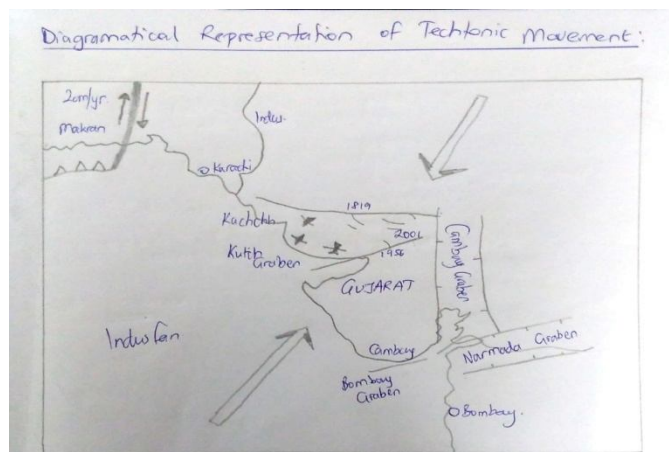 Diagramatical Representation of Techtonic Movement:
2cm/yr.
Makran
Indus.
Karachi
1819
Kachchh
2001
1956
Kutch
Graben
Cambay Graben
GUJARAT
Indus fan
Cambay
Narmada Graben
Bombay
Graben
Bombay.